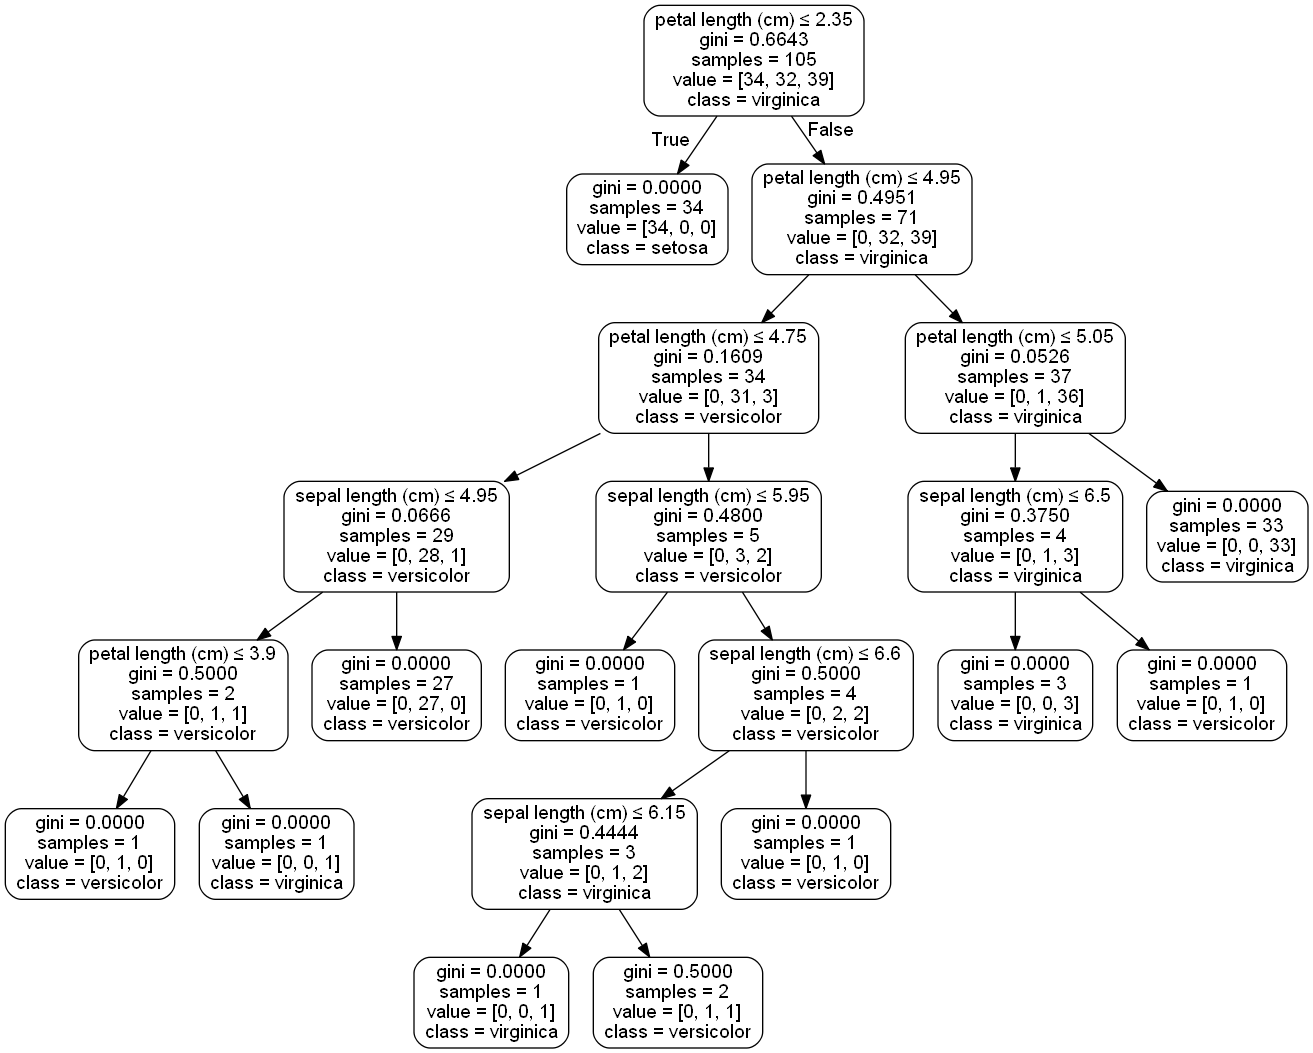 petal length (cm) ≤ 2.35
gini = 0.6643
samples = 105
value = [34, 32, 39]
class = virginica
True
False
gini = 0.0000
samples = 34
value = [34, 0, 0]
class = setosa
petal length (cm) ≤ 4.95
gini = 0.4951
samples = 71
value = [0, 32, 39]
class = virginica
petal length (cm) ≤ 4.75
gini = 0.1609
samples = 34
value = [0, 31, 3]
class = versicolor
petal length (cm) ≤ 5.05
gini = 0.0526
samples = 37
value = [0, 1, 36]
class = virginica
sepal length (cm) ≤ 4.95
gini = 0.0666
samples = 29
value = [0, 28, 1]
class = versicolor
sepal length (cm) ≤ 5.95
gini = 0.4800
samples = 5
value = [0, 3, 2]
class = versicolor
sepal length (cm) ≤ 6.5
gini = 0.3750
samples = 4
value = [0, 1, 3]
class = virginica
gini = 0.0000
samples = 33
value = [0, 0, 33]
class = virginica
petal length (cm) ≤ 3.9
gini = 0.5000
samples = 2
value = [0, 1, 1]
class = versicolor
gini = 0.0000
samples = 27
value = [0, 27, 0]
class = versicolor
gini = 0.0000
samples = 1
value = [0, 1, 0]
class = versicolor
sepal length (cm) ≤ 6.6
gini = 0.5000
samples = 4
value = [0, 2, 2]
class = versicolor
gini = 0.0000
samples = 3
value = [0, 0, 3]
class = virginica
gini = 0.0000
samples = 1
value = [0, 1, 0]
class = versicolor
gini = 0.0000
samples = 1
value = [0, 1, 0]
class = versicolor
gini = 0.0000
samples = 1
value = [0, 0, 1]
class = virginica
sepal length (cm) ≤ 6.15
gini = 0.4444
samples = 3
value = [0, 1, 2]
class = virginica
gini = 0.0000
samples = 1
value = [0, 1, 0]
class = versicolor
gini = 0.0000
samples = 1
value = [0, 0, 1]
class = virginica
gini = 0.5000
samples = 2
value = [0, 1, 1]
class = versicolor